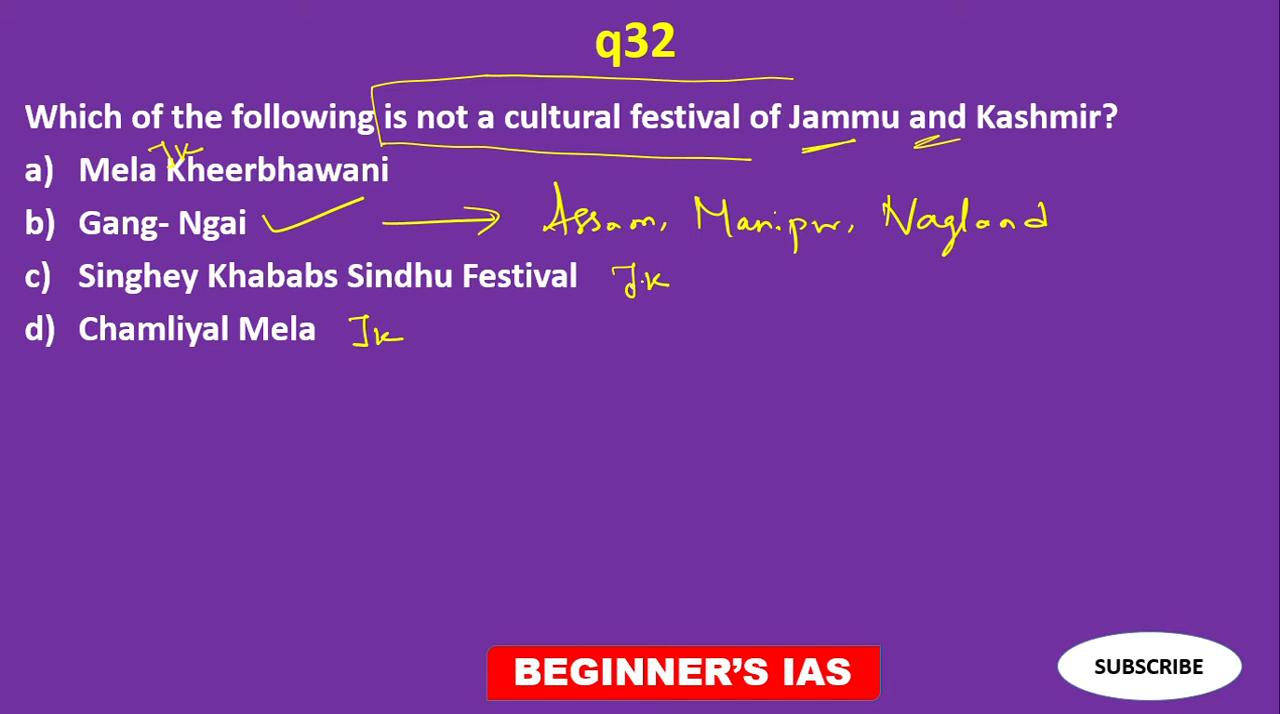 q32
Which of the following is not a cultural festival of Jammu and Kashmir?
JK
a) Mela Kheerbhawani
b) Gang- Ngai Assam, Manipur, Nagland
c) Singhey Khababs Sindhu Festival J.K
d) Chamliyal Mela JK
BEGINNER'S IAS
SUBSCRIBE